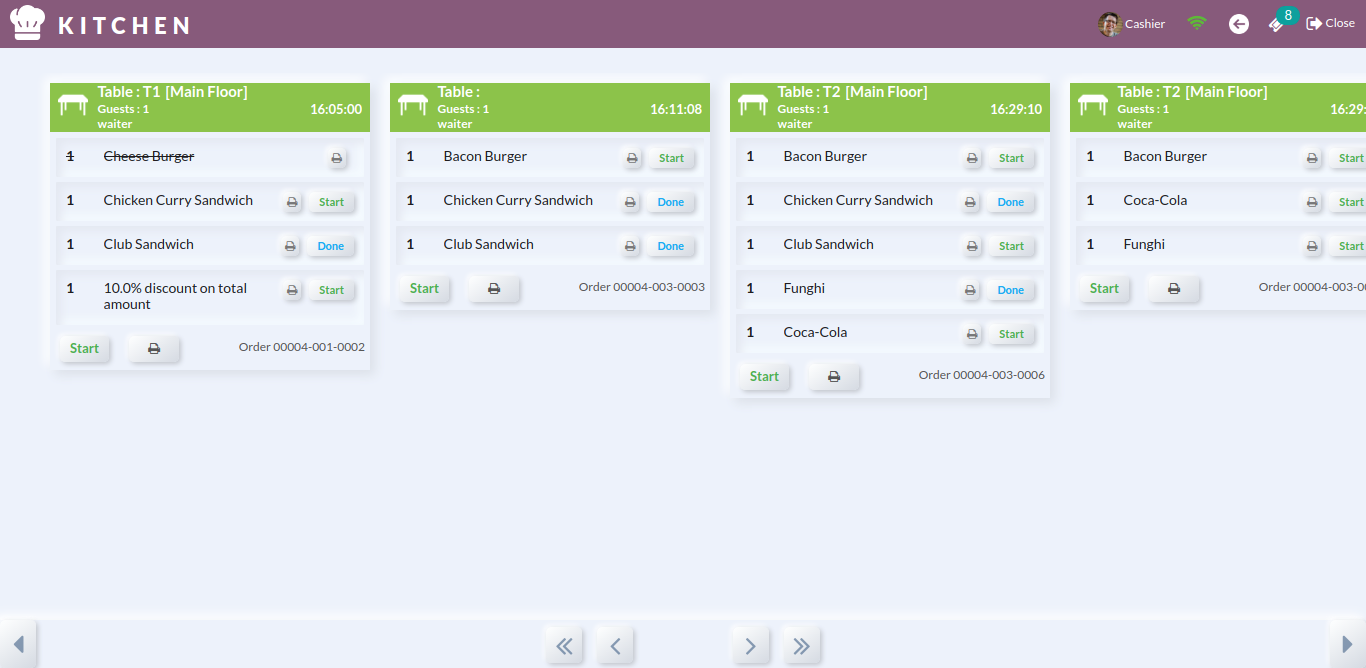 KITCHEN
Cashier
8
Close
Table : T1 [Main Floor]
Guests : 1
16:05:00
waiter
1 Cheese Burger
1 Chicken Curry Sandwich Start
1 Club Sandwich Done
1 10.0% discount on total Start
amount
Start Order 00004-001-0002
Table :
Guests : 1
16:11:08
waiter
1 Bacon Burger Start
1 Chicken Curry Sandwich Done
1 Club Sandwich Done
Start Order 00004-003-0003
Table : T2 [Main Floor]
Guests : 1
16:29:10
waiter
1 Bacon Burger Start
1 Chicken Curry Sandwich Done
1 Club Sandwich Start
1 Funghi Done
1 Coca-Cola Start
Start Order 00004-003-0006
Table : T2 [Main Floor]
Guests : 1
16:29:
waiter
1 Bacon Burger Start
1 Coca-Cola Start
1 Funghi Start
Start Order 00004-003-0